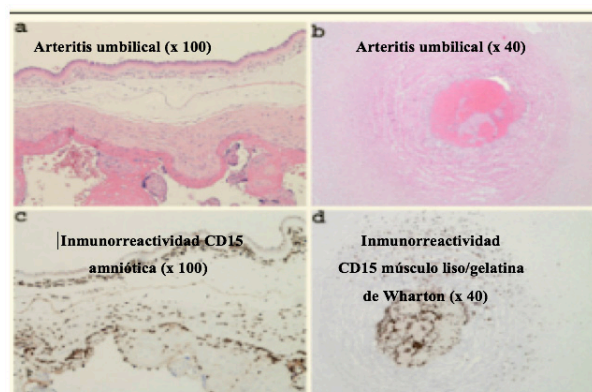 a
Arteritis umbilical (x 100)
b
Arteritis umbilical (x 40)
c
Inmunorreactividad CD15
amniótica (x 100)
d
Inmunorreactividad
CD15 músculo liso/gelatina
de Wharton (x 40)